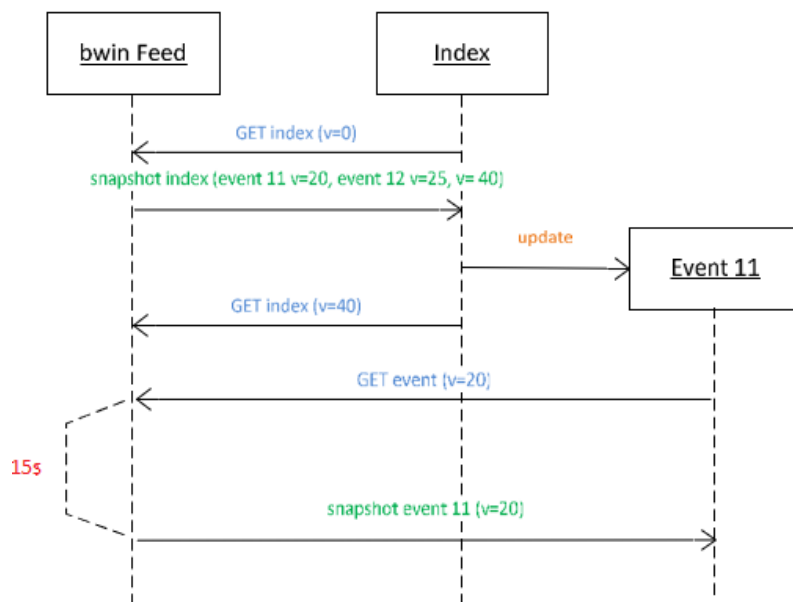 bwin Feed
Index
GET index (v=0)
snapshot index (event 11 v=20, event 12 v=25, v= 40)
update
Event 11
GET index (v=40)
GET event (v=20)
15s
snapshot event 11 (v=20)